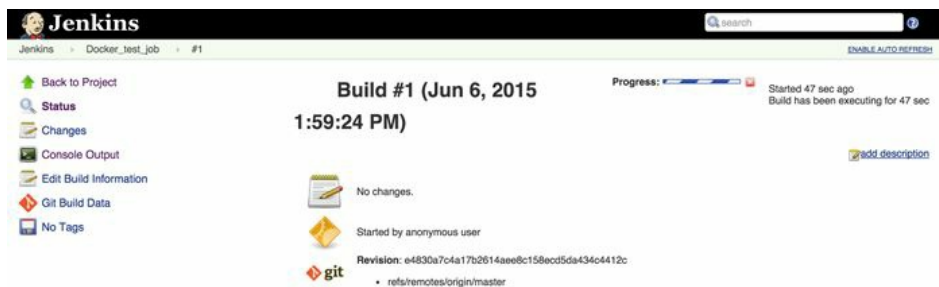 Jenkins
search
Jenkins Docker_test_job #1
ENABLE AUTO REFRESH
Back to Project
Status
Changes
Console Output
Edit Build Information
Git Build Data
No Tags
Build #1 (Jun 6, 2015
1:59:24 PM)
Progress:
Started 47 sec ago
Build has been executing for 47 sec
add description
No changes.
Started by anonymous user
git
Revision: e4830a7c4a17b2614aee8c158ecd5da434c4412c
refs/remotes/origin/master